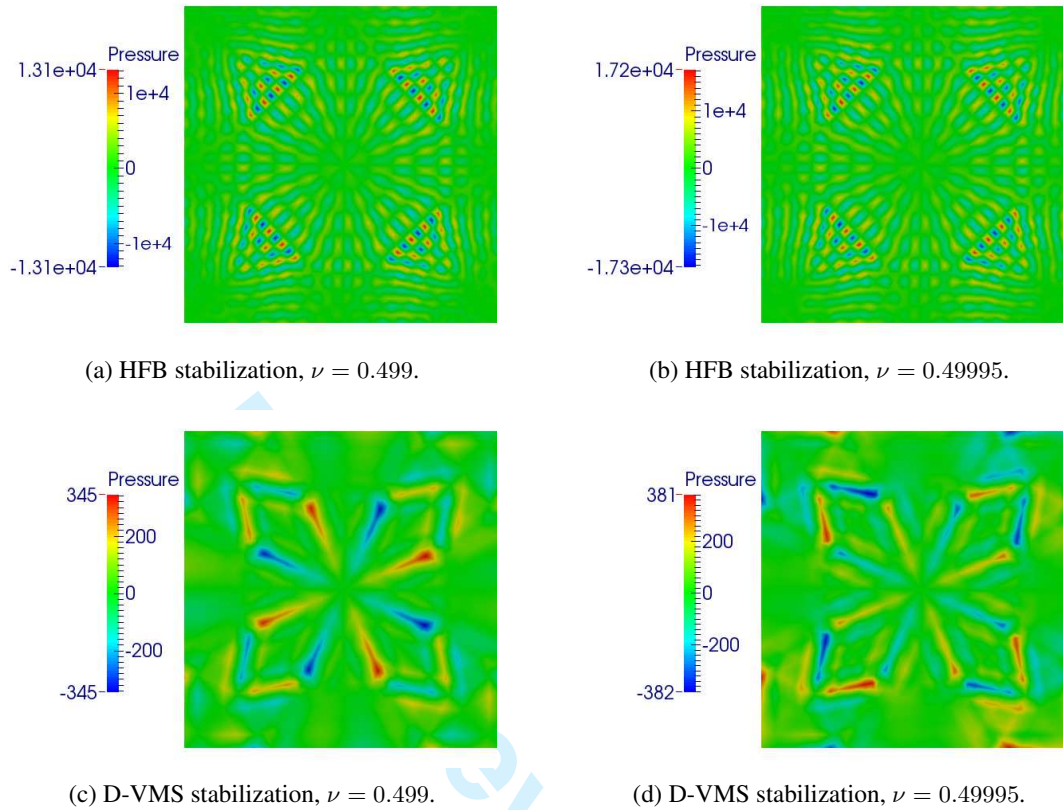 Pressure
1.31e+04
1e+4
0
-1e+4
-1.31e+04
Pressure
1.72e+04
1e+4
0
-1e+4
-1.73e+04
(a) HFB stabilization, ν = 0.499.
(b) HFB stabilization, ν = 0.49995.
Pressure
345
200
0
-200
-345
Pressure
381
200
0
-200
-382
(c) D-VMS stabilization, ν = 0.499.
(d) D-VMS stabilization, ν = 0.49995.